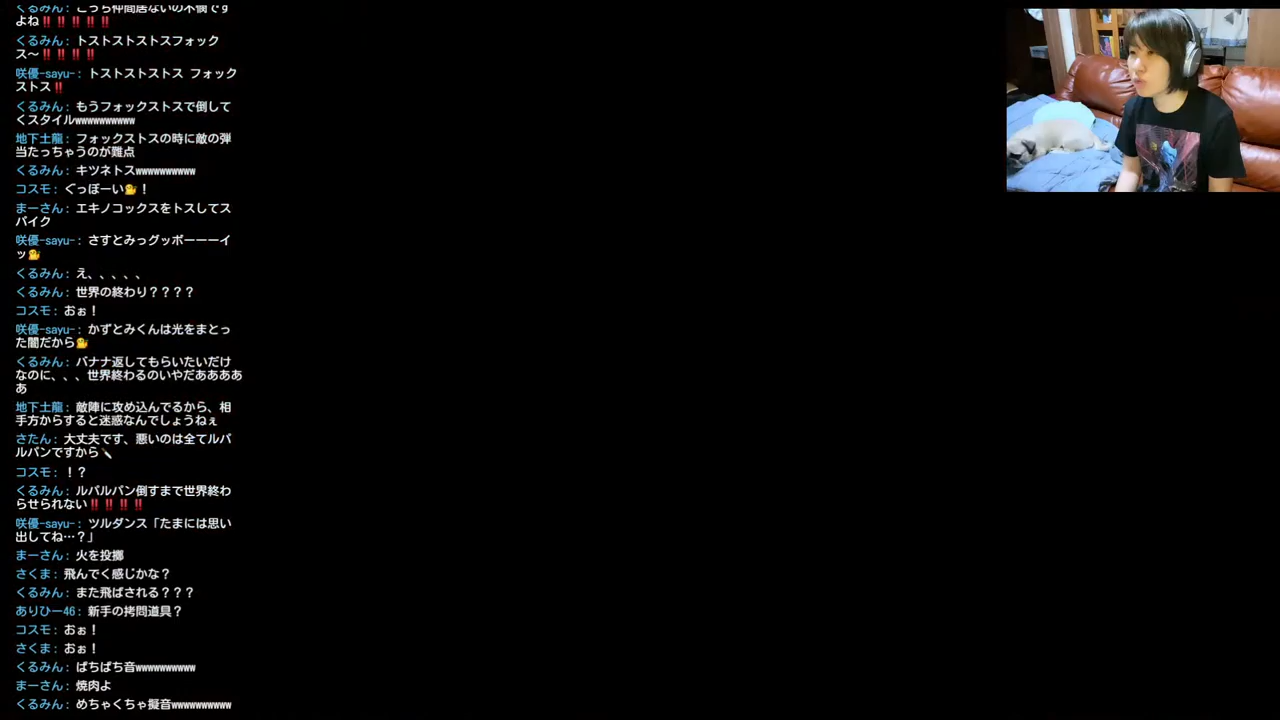 くるみん: こっち仲間居ないの不憫です
よね‼️‼️‼️‼️‼️
くるみん: トストストストスフォック
ス〜‼️‼️‼️‼️
咲優-sayu-: トストストストス フォック
ストス‼️
くるみん: もうフォックストスで倒して
くスタイルwwwwwwwwww
地下土龍: フォックストスの時に敵の弾
当たっちゃうのが難点
くるみん: キツネトスwwwwwwwwww
コスモ: ぐっぼーい!
まーさん: エキノコックスをトスしてス
パイク
咲優-sayu-: さすとみっグッボーーーイ
ッ
くるみん: え、、、、、
くるみん: 世界の終わり????
コスモ: おぉ!
咲優-sayu-: かずとみくんは光をまとっ
た闇だから
くるみん: バナナ返してもらいたいだけ
なのに、、、世界終わるのいやだああああ
あ
地下土龍: 敵陣に攻め込んでるから、相
手方からすると迷惑なんでしょうねぇ
さたん: 大丈夫です、悪いのは全てルバ
ルバンですから
コスモ: !?
くるみん: ルバルバン倒すまで世界終わ
らせられない‼️‼️‼️‼️
咲優-sayu-: ツルダンス「たまには思い
出してね…?」
まーさん: 火を投擲
さくま: 飛んでく感じかな?
くるみん: また飛ばされる???
ありひー46: 新手の拷問道具?
コスモ: おぉ!
さくま: おぉ!
くるみん: ぱちぱち音wwwwwwwwww
まーさん: 焼肉よ
くるみん: めちゃくちゃ擬音wwwwwwwwww